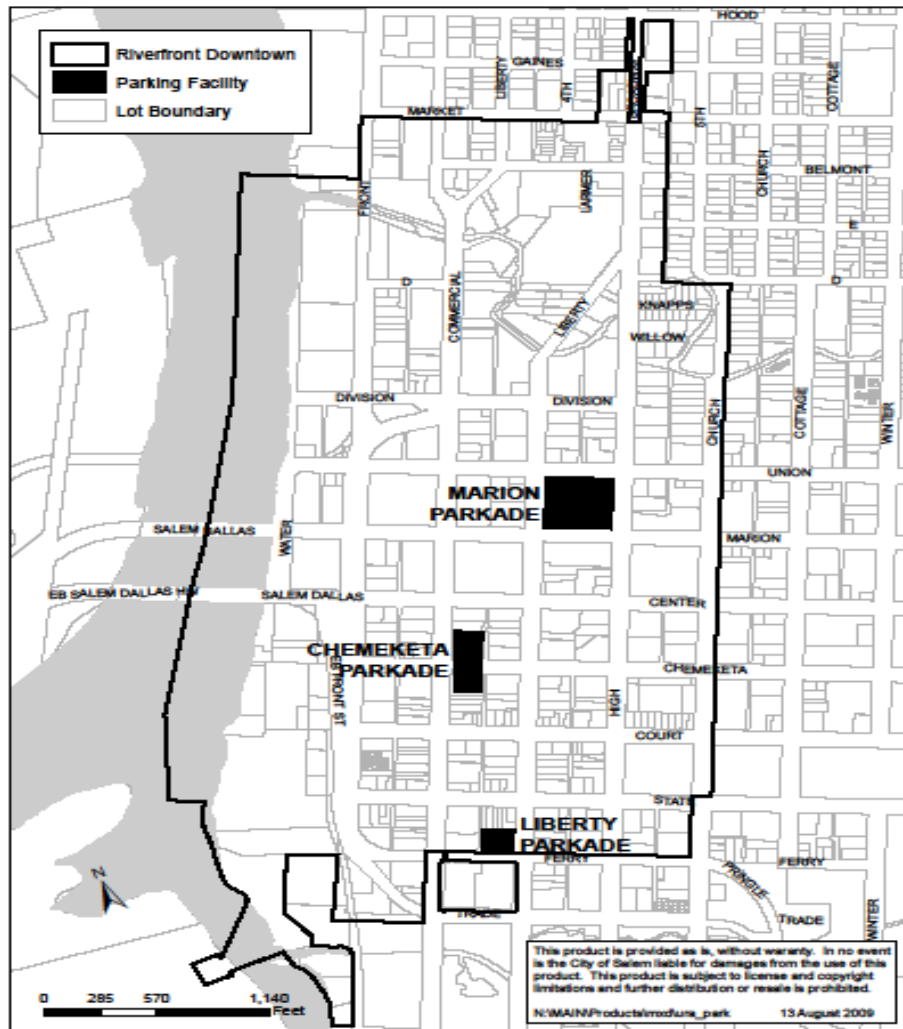 HOOD
Riverfront Downtown
Parking Facility
Lot Boundary
GAINES
LIBERTY
4TH
COTTAGE
MARKET
5TH
CHURCH
BELMONT
LARMER
FRONT
E
D
D
COMMERCIAL
LIBERTY
KNAPPS
WILLOW
DIVISION
DIVISION
CHURCH
COTTAGE
WINTER
UNION
MARION
PARKADE
SALEM DALLAS
WATER
MARION
EB SALEM DALLAS HW
SALEM DALLAS
CENTER
CHEMEKETA
PARKADE
CHEMEKETA
EB FRONT ST
HIGH
COURT
STATE
LIBERTY
PARKADE
FERRY
FERRY
PRINGLE
N
TRADE
TRADE
WINTER
This product is provided as is, without warranty. In no event
is the City of Salem liable for damages from the use of this
product. This product is subject to license and copyright
limitations and further distribution or resale is prohibited.
0 285 570 1,140
Feet
N:\MAIN\Products\mxd\ura_park 13 August 2009